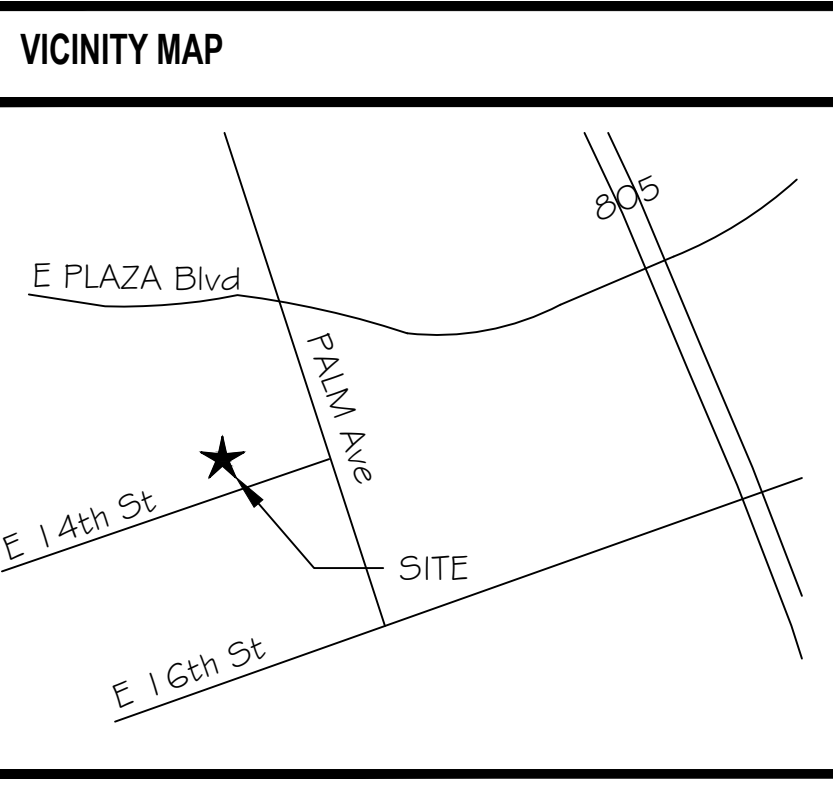 VICINITY MAP
805
E PLAZA Blvd
PALM Ave
E 14th St
SITE
E 16th St